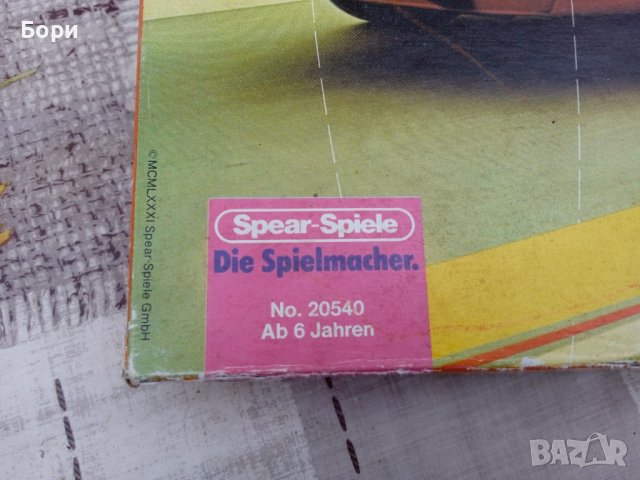 Бори
©MCMLXXXI Spear-Spiele GmbH
Spear-Spiele
Die Spielmacher.
No. 20540
Ab 6 Jahren
BAZAR